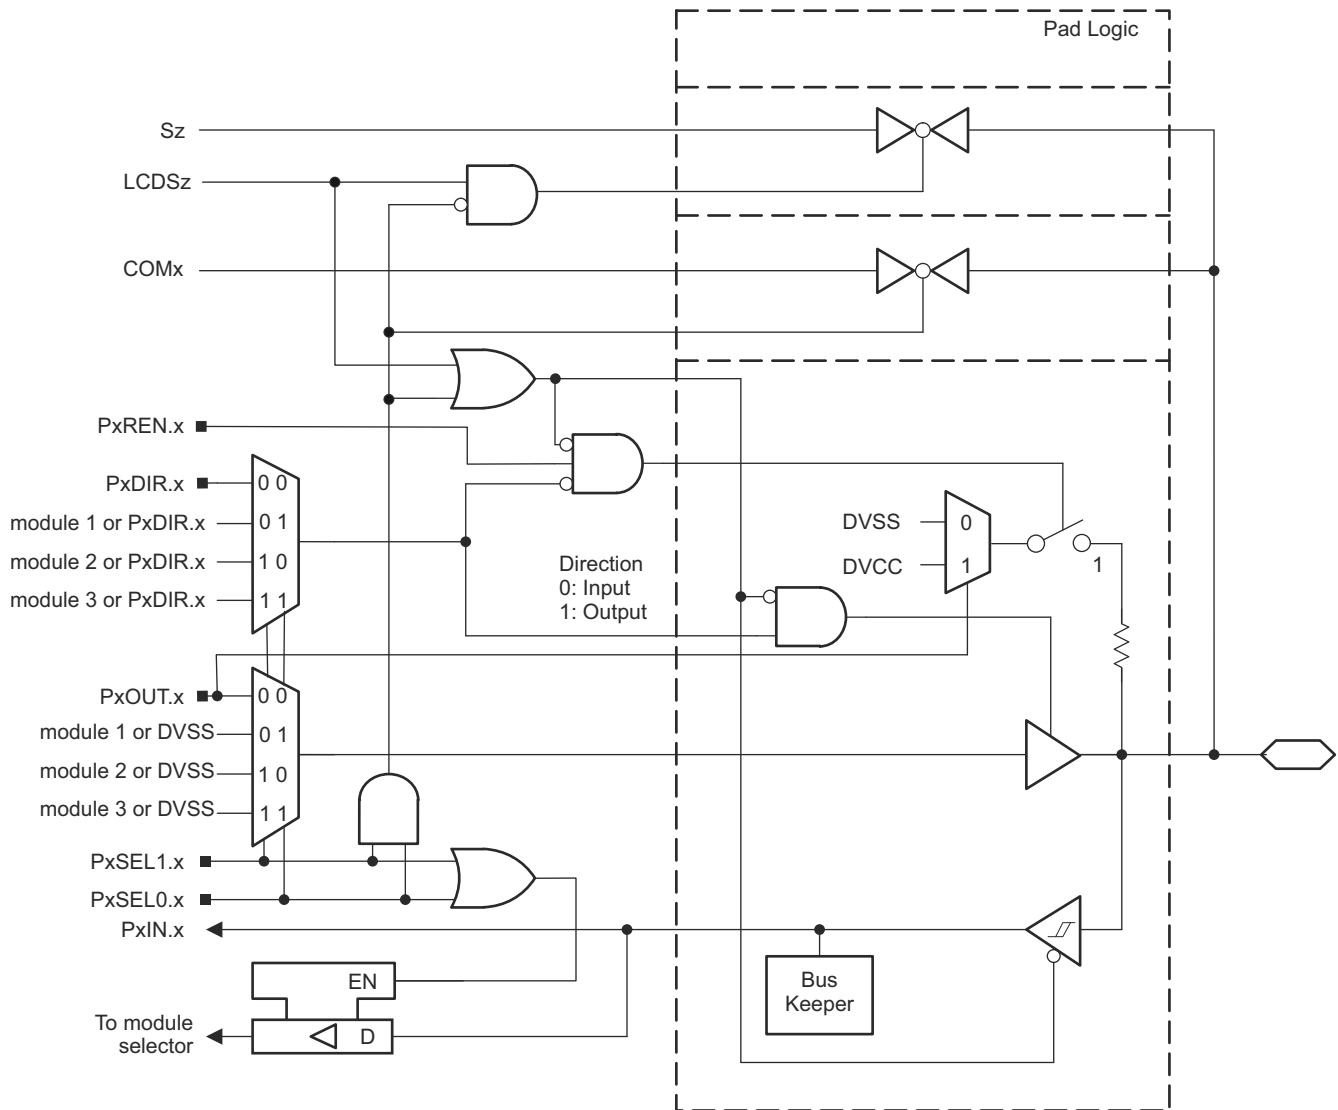 Pad Logic
Sz
LCDSz
COMx
PxREN.x
PxDIR.x
0 0
module 1 or PxDIR.x
0 1
module 2 or PxDIR.x
1 0
module 3 or PxDIR.x
1 1
Direction
0: Input
1: Output
DVSS
0
DVCC
1
1
PxOUT.x
0 0
module 1 or DVSS
0 1
module 2 or DVSS
1 0
module 3 or DVSS
1 1
PxSEL1.x
PxSEL0.x
PxIN.x
EN
Bus
Keeper
To module
selector
D